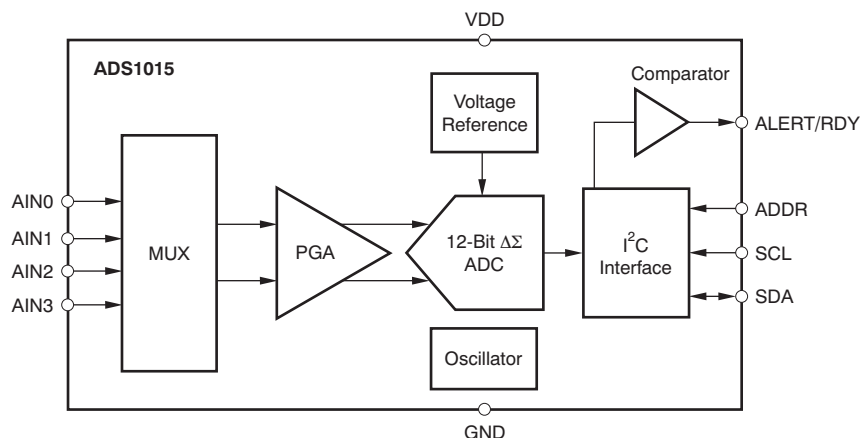 VDD
ADS1015
Comparator
Voltage
Reference
ALERT/RDY
AIN0
AIN1
AIN2
AIN3
MUX
PGA
12-Bit ΔΣ
ADC
I²C
Interface
ADDR
SCL
SDA
Oscillator
GND